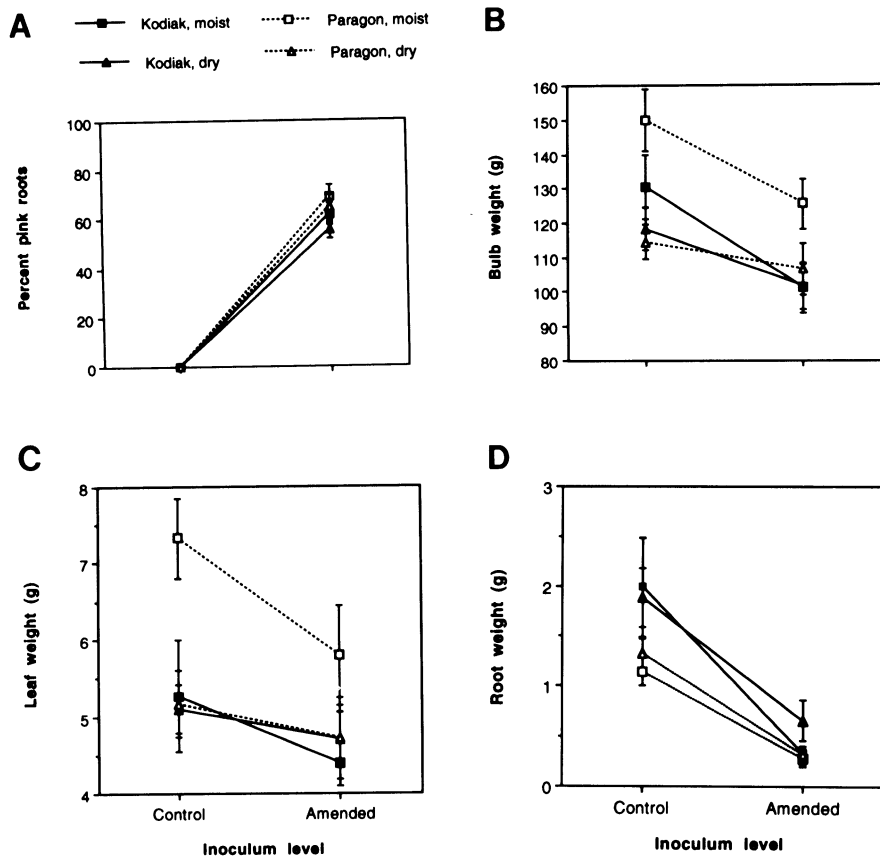 A
Kodiak, moist
Paragon, moist
Kodiak, dry
Paragon, dry
Percent pink roots
100
80
60
40
20
0
B
Bulb weight (g)
160
150
140
130
120
110
100
90
80
C
Leaf weight (g)
8
7
6
5
4
Control
Amended
Inoculum level
D
Root weight (g)
3
2
1
0
Control
Amended
Inoculum level